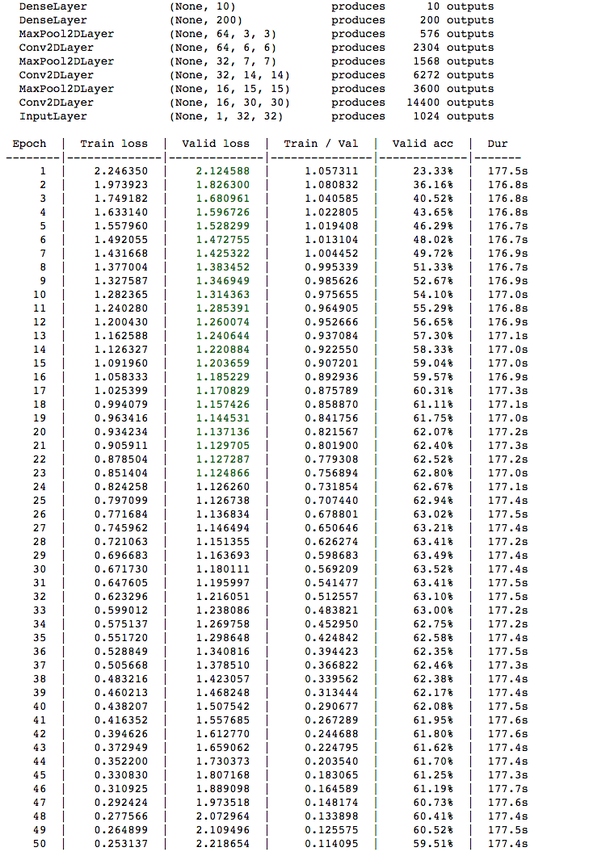 DenseLayer (None, 10) produces 10 outputs
DenseLayer (None, 200) produces 200 outputs
MaxPool2DLayer (None, 64, 3, 3) produces 576 outputs
Conv2DLayer (None, 64, 6, 6) produces 2304 outputs
MaxPool2DLayer (None, 32, 7, 7) produces 1568 outputs
Conv2DLayer (None, 32, 14, 14) produces 6272 outputs
MaxPool2DLayer (None, 16, 15, 15) produces 3600 outputs
Conv2DLayer (None, 16, 30, 30) produces 14400 outputs
InputLayer (None, 1, 32, 32) produces 1024 outputs
Epoch | Train loss | Valid loss | Train / Val | Valid acc | Dur
--------|--------------|--------------|---------------|-------------|-------
1 | 2.246350 | 2.124588 | 1.057311 | 23.33% | 177.5s
2 | 1.973923 | 1.826300 | 1.080832 | 36.16% | 176.8s
3 | 1.749182 | 1.680961 | 1.040585 | 40.52% | 176.8s
4 | 1.633140 | 1.596726 | 1.022805 | 43.65% | 176.8s
5 | 1.557960 | 1.528299 | 1.019408 | 46.29% | 176.7s
6 | 1.492055 | 1.472755 | 1.013104 | 48.02% | 176.7s
7 | 1.431668 | 1.425322 | 1.004452 | 49.72% | 176.9s
8 | 1.377004 | 1.383452 | 0.995339 | 51.33% | 176.7s
9 | 1.327587 | 1.346949 | 0.985626 | 52.67% | 176.9s
10 | 1.282365 | 1.314363 | 0.975655 | 54.10% | 177.0s
11 | 1.240280 | 1.285391 | 0.964905 | 55.29% | 176.8s
12 | 1.200430 | 1.260074 | 0.952666 | 56.65% | 176.9s
13 | 1.162588 | 1.240644 | 0.937084 | 57.30% | 177.1s
14 | 1.126327 | 1.220884 | 0.922550 | 58.33% | 177.0s
15 | 1.091960 | 1.203659 | 0.907201 | 59.04% | 177.0s
16 | 1.058333 | 1.185229 | 0.892936 | 59.57% | 176.9s
17 | 1.025399 | 1.170829 | 0.875789 | 60.31% | 177.3s
18 | 0.994079 | 1.157426 | 0.858870 | 61.11% | 177.1s
19 | 0.963416 | 1.144531 | 0.841756 | 61.75% | 177.0s
20 | 0.934234 | 1.137136 | 0.821567 | 62.07% | 177.2s
21 | 0.905911 | 1.129705 | 0.801900 | 62.40% | 177.3s
22 | 0.878504 | 1.127287 | 0.779308 | 62.52% | 177.2s
23 | 0.851404 | 1.124866 | 0.756894 | 62.80% | 177.0s
24 | 0.824258 | 1.126260 | 0.731854 | 62.67% | 177.1s
25 | 0.797099 | 1.126738 | 0.707440 | 62.94% | 177.4s
26 | 0.771684 | 1.136834 | 0.678801 | 63.02% | 177.5s
27 | 0.745962 | 1.146494 | 0.650646 | 63.21% | 177.4s
28 | 0.721063 | 1.151355 | 0.626274 | 63.41% | 177.2s
29 | 0.696683 | 1.163693 | 0.598683 | 63.49% | 177.4s
30 | 0.671730 | 1.180111 | 0.569209 | 63.52% | 177.4s
31 | 0.647605 | 1.195997 | 0.541477 | 63.41% | 177.5s
32 | 0.623296 | 1.216051 | 0.512557 | 63.10% | 177.5s
33 | 0.599012 | 1.238086 | 0.483821 | 63.00% | 177.2s
34 | 0.575137 | 1.269758 | 0.452950 | 62.75% | 177.2s
35 | 0.551720 | 1.298648 | 0.424842 | 62.58% | 177.4s
36 | 0.528849 | 1.340816 | 0.394423 | 62.35% | 177.5s
37 | 0.505668 | 1.378510 | 0.366822 | 62.46% | 177.3s
38 | 0.483216 | 1.423057 | 0.339562 | 62.38% | 177.4s
39 | 0.460213 | 1.468248 | 0.313444 | 62.17% | 177.4s
40 | 0.438207 | 1.507542 | 0.290677 | 62.08% | 177.5s
41 | 0.416352 | 1.557685 | 0.267289 | 61.95% | 177.6s
42 | 0.394626 | 1.612770 | 0.244688 | 61.80% | 177.6s
43 | 0.372949 | 1.659062 | 0.224795 | 61.62% | 177.4s
44 | 0.352200 | 1.730373 | 0.203540 | 61.70% | 177.4s
45 | 0.330830 | 1.807168 | 0.183065 | 61.25% | 177.3s
46 | 0.310925 | 1.889098 | 0.164589 | 61.19% | 177.7s
47 | 0.292424 | 1.973518 | 0.148174 | 60.73% | 177.6s
48 | 0.277566 | 2.072964 | 0.133898 | 60.41% | 177.4s
49 | 0.264899 | 2.109496 | 0.125575 | 60.52% | 177.5s
50 | 0.253137 | 2.218654 | 0.114095 | 59.51% | 177.4s